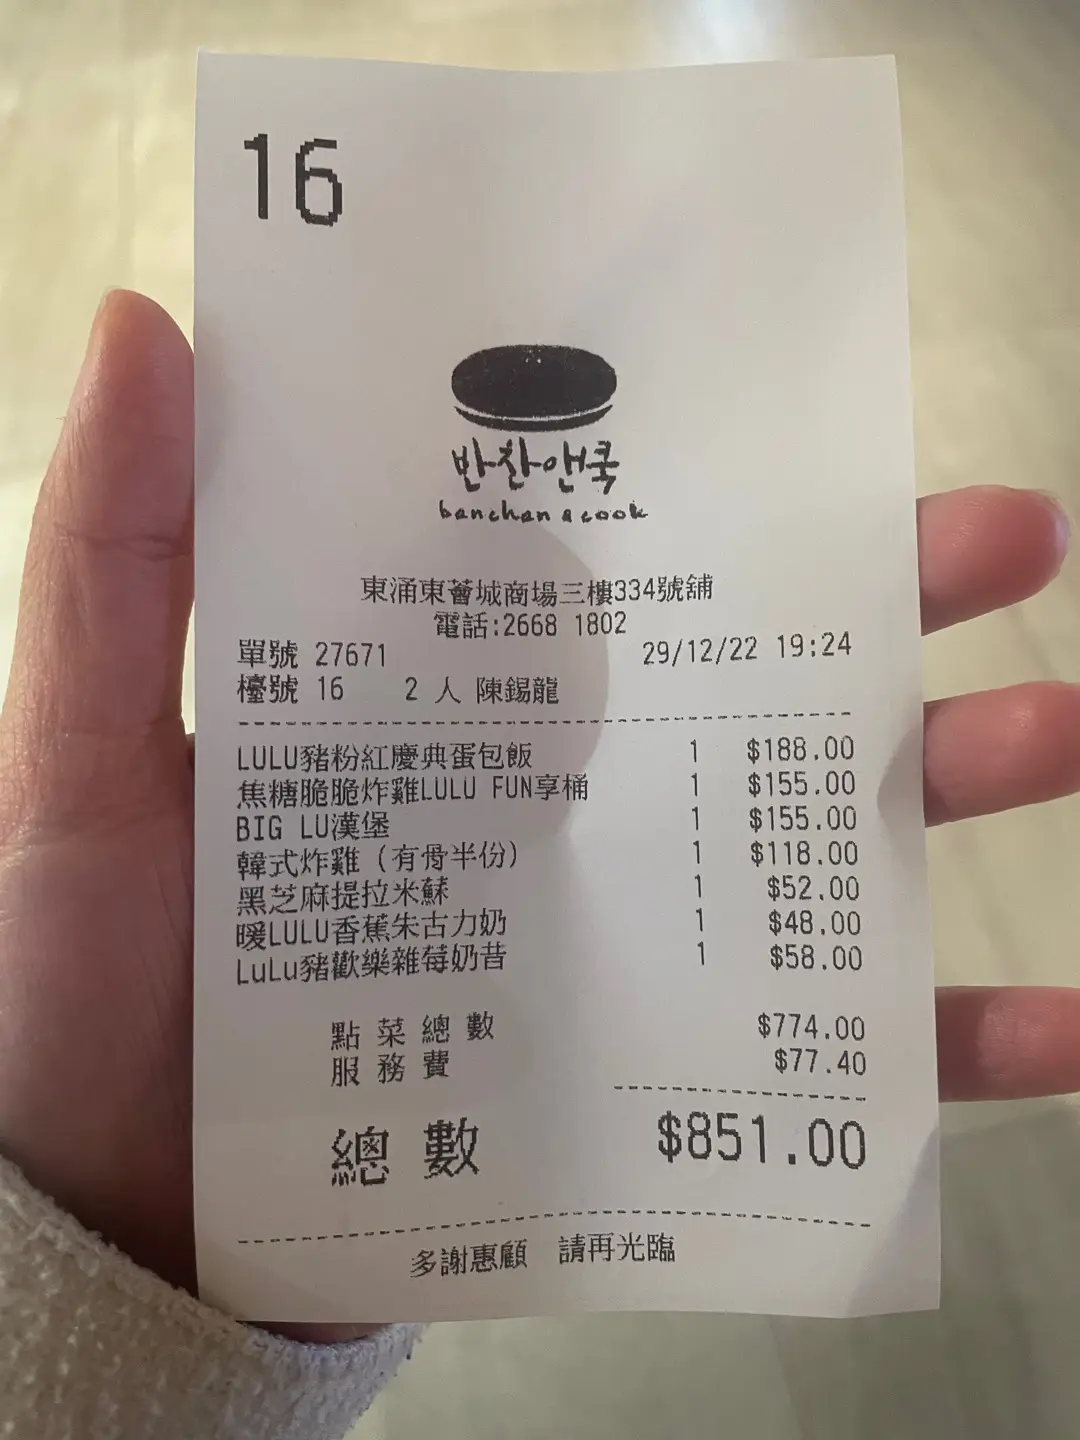 16
반찬앤쿡
banchan & cook
東涌東薈城商場三樓334號舖
電話:2668 1802
單號 27671 29/12/22 19:24
檯號 16 2 人 陳錫龍
LULU豬粉紅慶典蛋包飯 1 $188.00
焦糖脆脆炸雞LULU FUN享桶 1 $155.00
BIG LU漢堡 1 $155.00
韓式炸雞 (有骨半份) 1 $118.00
黑芝麻提拉米蘇 1 $52.00
暖LULU香蕉朱古力奶 1 $48.00
LuLu豬歡樂雜莓奶昔 1 $58.00
點菜總數 $774.00
服務費 $77.40
總數 $851.00
多謝惠顧 請再光臨